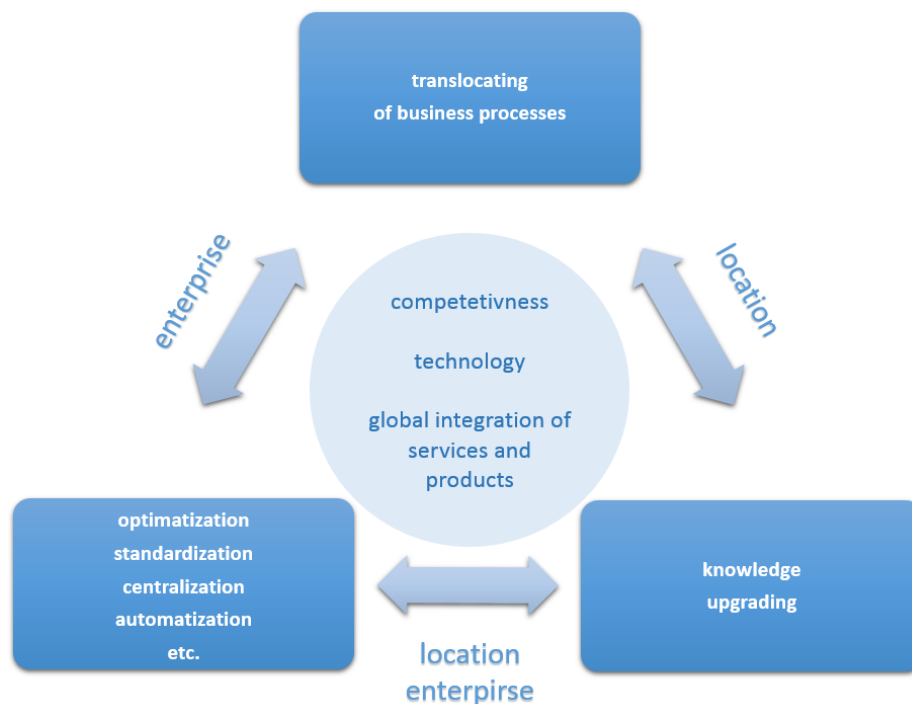 translocating
of business processes
enterprise
location
competetivness
technology
global integration of
services and
products
optimatization
standardization
centralization
automatization
etc.
knowledge
upgrading
location
enterpirse